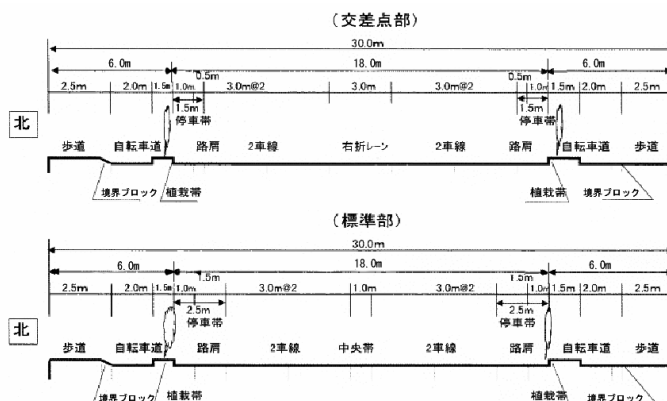 (交差点部)
30.0m
6.0m 18.0m 6.0m
0.5m 0.5m
2.5m 2.0m 1.5m 1.0m 3.0m@2 3.0m 3.0m@2 1.0m 1.5m 2.0m 2.5m
1.5m 1.5m
停車帯 停車帯
北
歩道 自転車道 路肩 2車線 右折レーン 2車線 路肩 自転車道 歩道
境界ブロック 植栽帯 植栽帯 境界ブロック
(標準部)
30.0m
6.0m 18.0m 6.0m
1.5m 1.5m
2.5m 2.0m 1.5m 1.0m 3.0m@2 1.0m 3.0m@2 1.0m 1.5m 2.0m 2.5m
2.5m 2.5m
停車帯 停車帯
北
歩道 自転車道 路肩 2車線 中央帯 2車線 路肩 自転車道 歩道
境界ブロック 植栽帯 植栽帯 境界ブロック